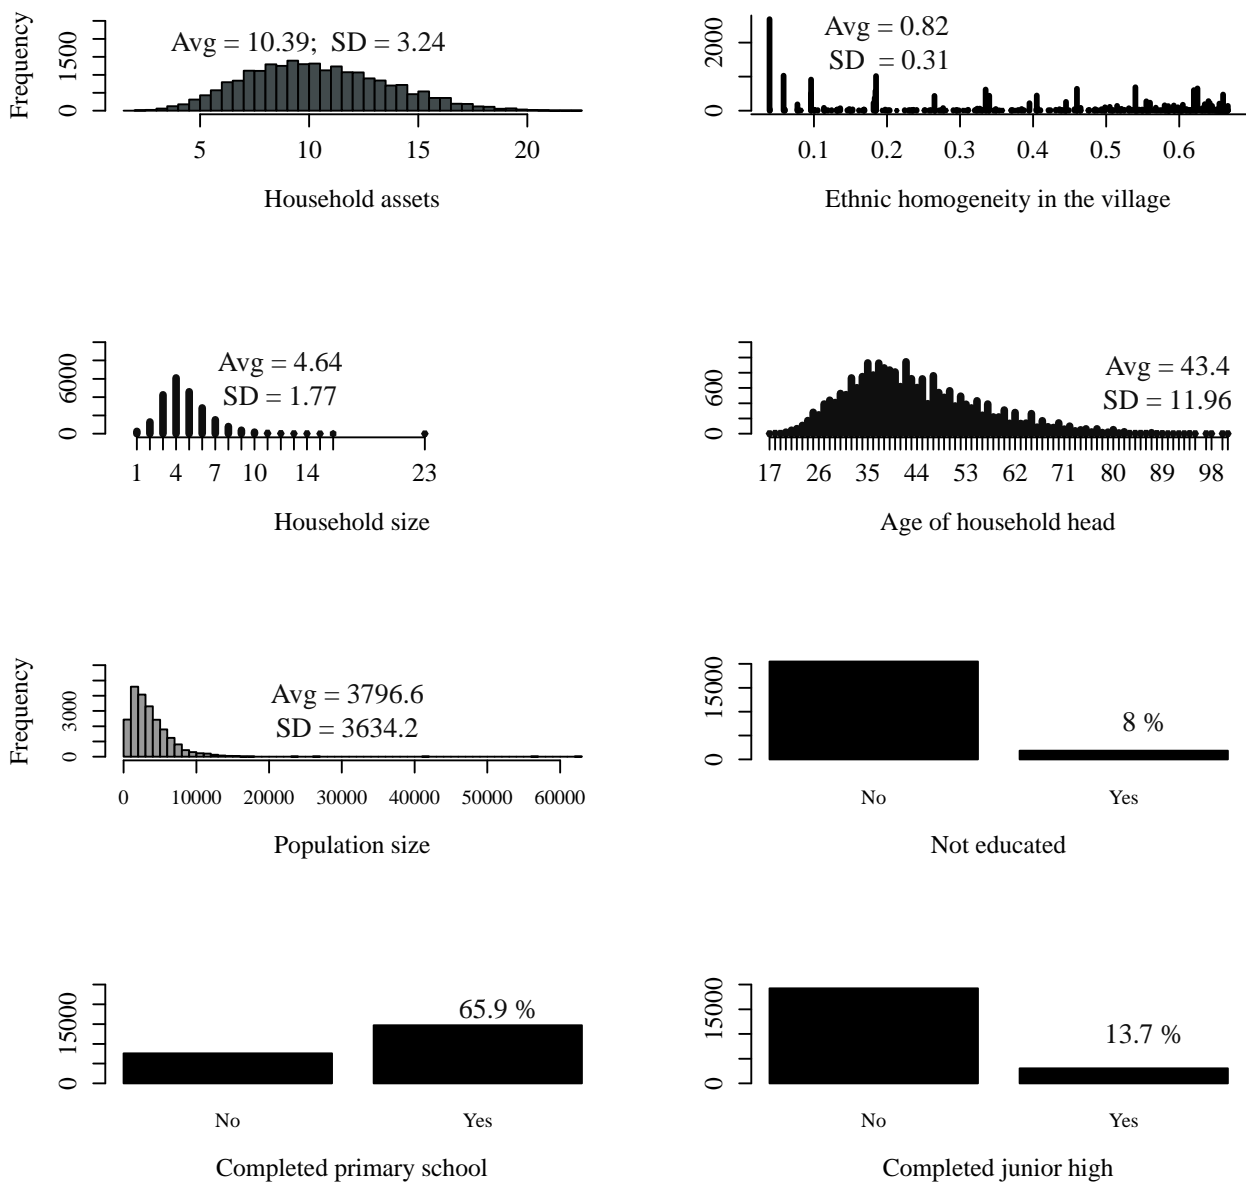 Frequency
1500
0
Avg = 10.39;  SD = 3.24
5 10 15 20
Household assets
2000
0
Avg = 0.82
SD  = 0.31
0.1 0.2 0.3 0.4 0.5 0.6
Ethnic homogeneity in the village
6000
0
Avg = 4.64
SD = 1.77
1 4 7 10 14 23
Household size
600
0
Avg = 43.4
SD = 11.96
17 26 35 44 53 62 71 80 89 98
Age of household head
Frequency
3000
0
Avg = 3796.6
SD = 3634.2
0 10000 20000 30000 40000 50000 60000
Population size
15000
0
8 %
No Yes
Not educated
15000
0
65.9 %
No Yes
Completed primary school
15000
0
13.7 %
No Yes
Completed junior high